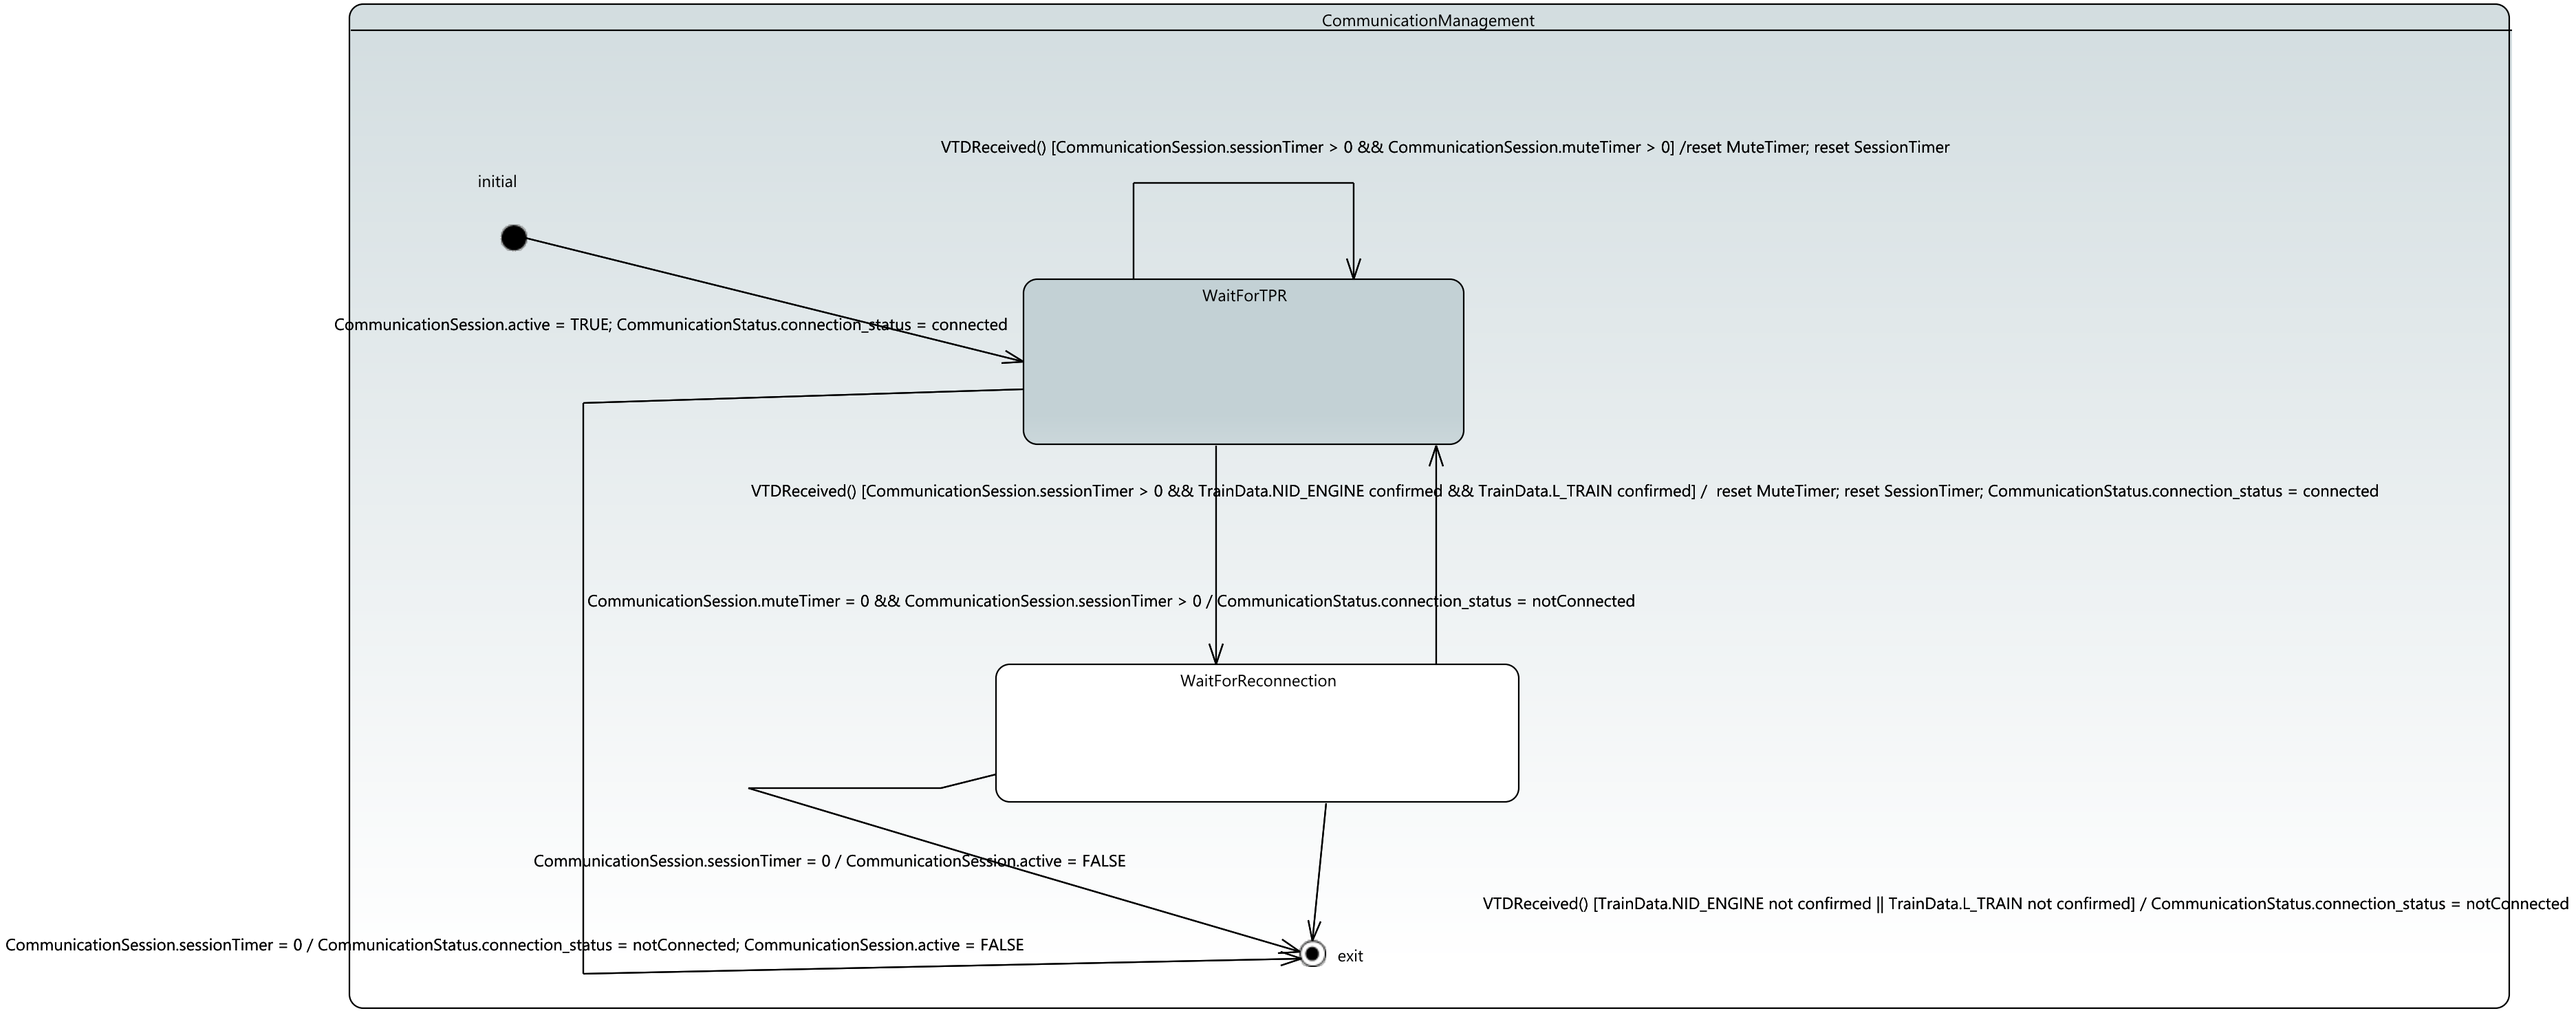 CommunicationManagement
VTDReceived() [CommunicationSession.sessionTimer > 0 && CommunicationSession.muteTimer > 0] /reset MuteTimer; reset SessionTimer
initial
WaitForTPR
CommunicationSession.active = TRUE; CommunicationStatus.connection_status = connected
VTDReceived() [CommunicationSession.sessionTimer > 0 && TrainData.NID_ENGINE confirmed && TrainData.L_TRAIN confirmed] /  reset MuteTimer; reset SessionTimer; CommunicationStatus.connection_status = connected
CommunicationSession.muteTimer = 0 && CommunicationSession.sessionTimer > 0 / CommunicationStatus.connection_status = notConnected
WaitForReconnection
CommunicationSession.sessionTimer = 0 / CommunicationSession.active = FALSE
VTDReceived() [TrainData.NID_ENGINE not confirmed || TrainData.L_TRAIN not confirmed] / CommunicationStatus.connection_status = notConnected
CommunicationSession.sessionTimer = 0 / CommunicationStatus.connection_status = notConnected; CommunicationSession.active = FALSE
exit